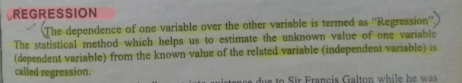 REGRESSION
The dependence of one variable over the other variable is termed as "Regression".
The statistical method which helps us to estimate the unknown value of one variable
(dependent variable) from the known value of the related variable (independent variable) is
called regression.
existence due to Sir Francis Galton while he was